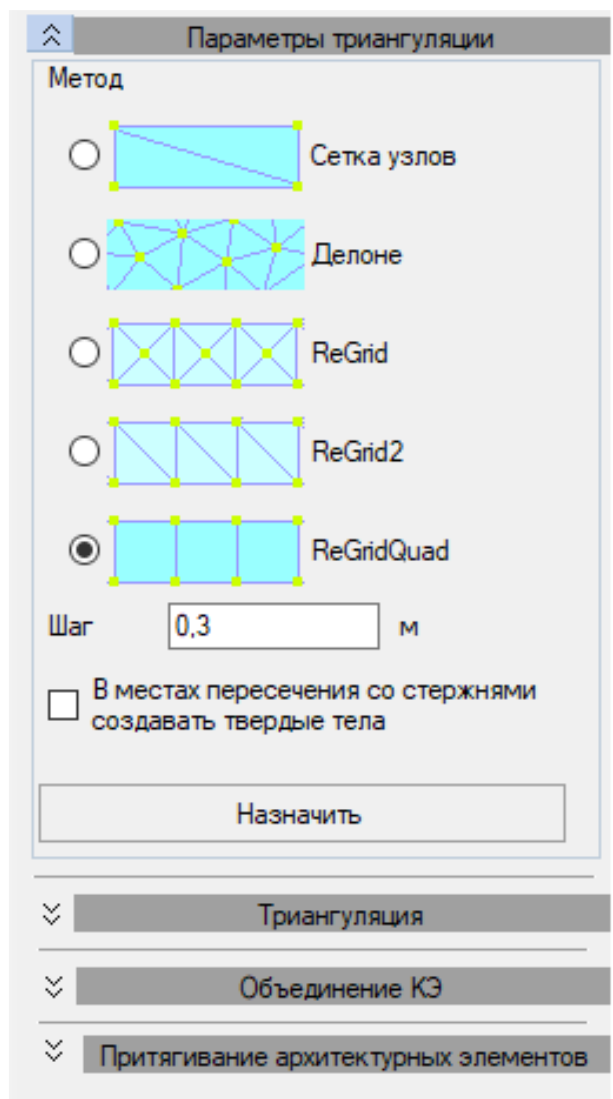 Параметры триангуляции
Метод
Сетка узлов
Делоне
ReGrid
ReGrid2
ReGridQuad
Шаг 0,3 м
В местах пересечения со стержнями
создавать твердые тела
Назначить
Триангуляция
Объединение КЭ
Притягивание архитектурных элементов